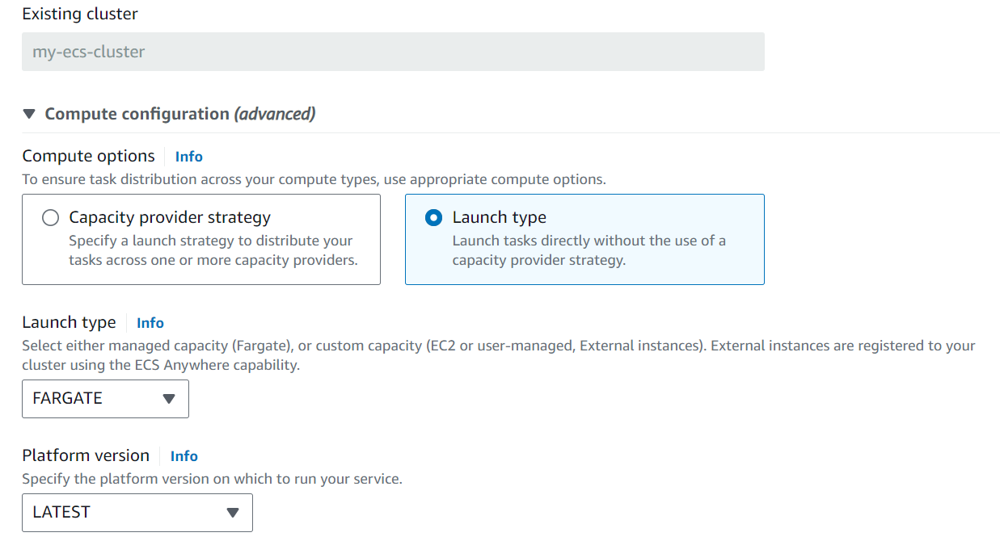 Existing cluster
my-ecs-cluster
Compute configuration (advanced)
Compute options Info
To ensure task distribution across your compute types, use appropriate compute options.
Capacity provider strategy
Specify a launch strategy to distribute your
tasks across one or more capacity providers.
Launch type
Launch tasks directly without the use of a
capacity provider strategy.
Launch type Info
Select either managed capacity (Fargate), or custom capacity (EC2 or user-managed, External instances). External instances are registered to your
cluster using the ECS Anywhere capability.
FARGATE
Platform version Info
Specify the platform version on which to run your service.
LATEST